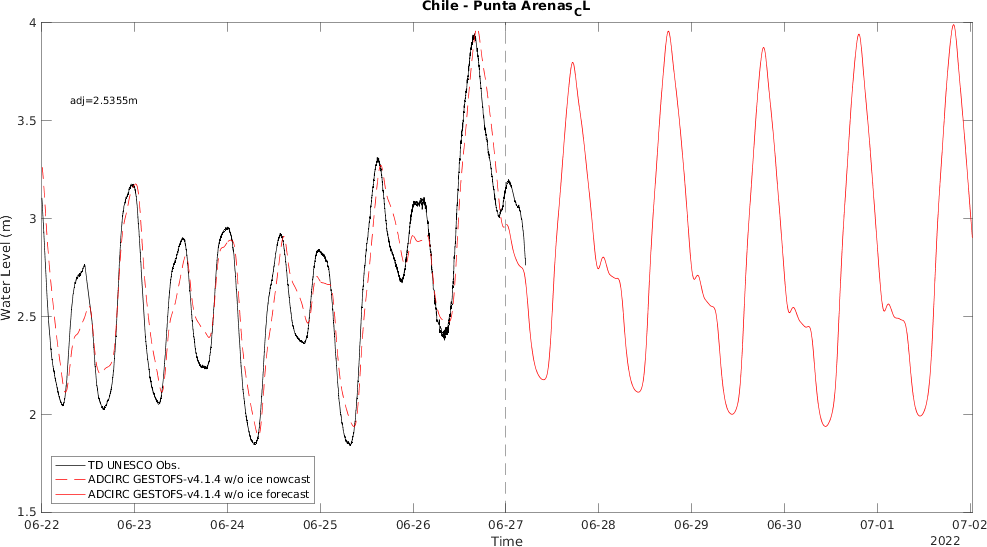 Chile - Punta Arenas_CL
4
3.5
3
2.5
2
1.5
Water Level (m)
adj=2.5355m
TD UNESCO Obs.
ADCIRC GESTOFS-v4.1.4 w/o ice nowcast
ADCIRC GESTOFS-v4.1.4 w/o ice forecast
06-22 06-23 06-24 06-25 06-26 06-27 06-28 06-29 06-30 07-01 07-02
Time
2022